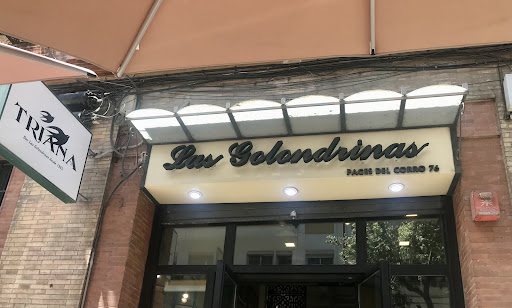 TRIANA
Las Golondrinas
PAGES DEL CORRO 76